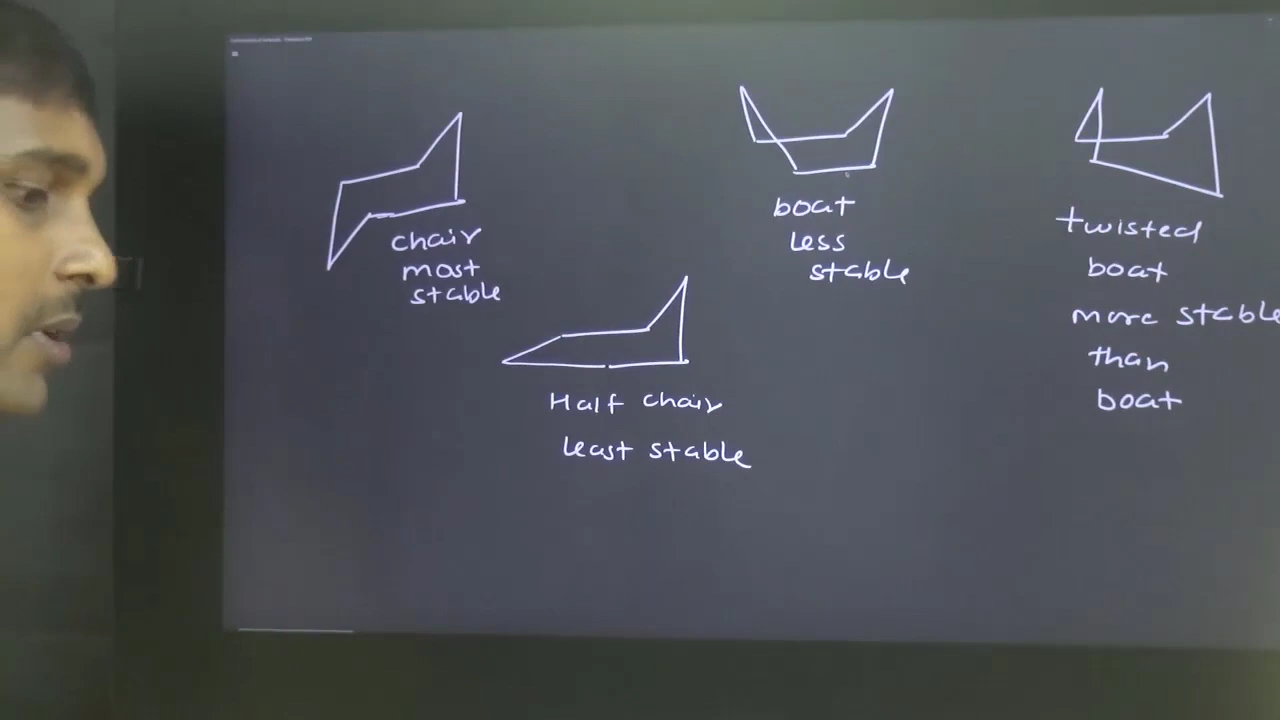 chair
most
stable
Half chair
least stable
boat
less
stable
twisted
boat
more stable
than
boat